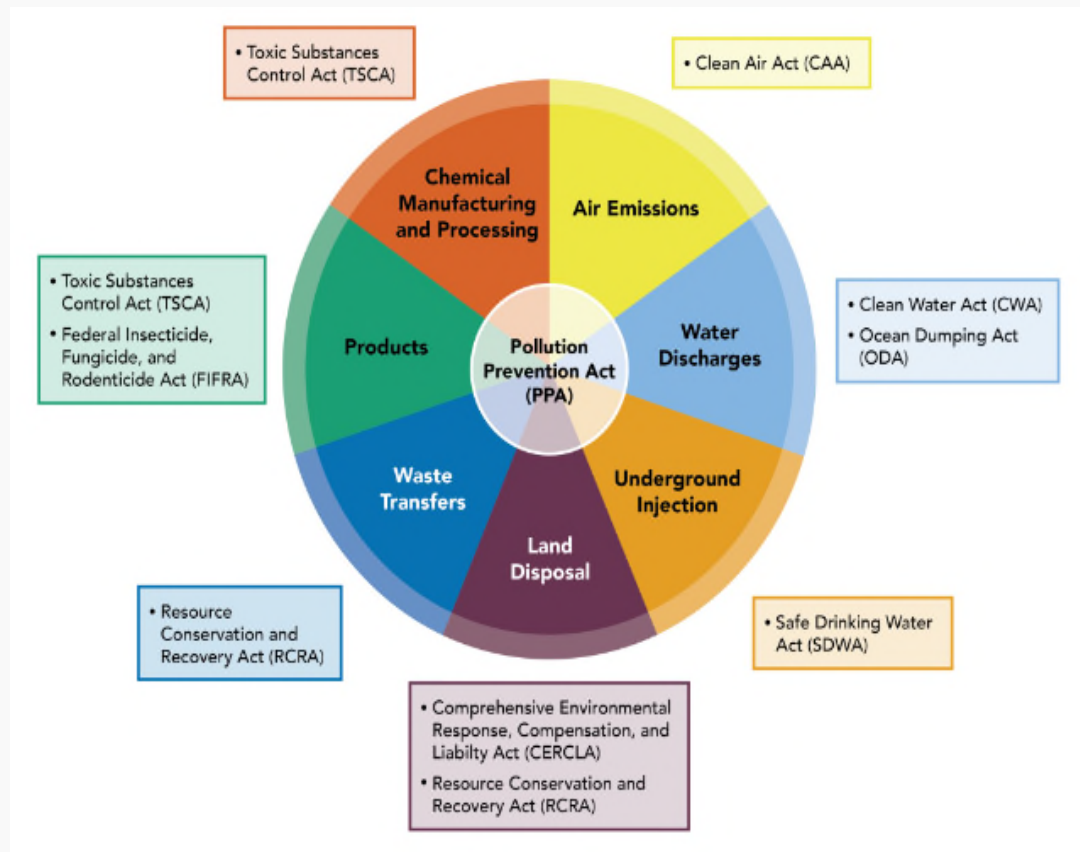 • Toxic Substances
Control Act (TSCA)
• Clean Air Act (CAA)
Chemical
Manufacturing
and Processing
Air Emissions
• Toxic Substances
Control Act (TSCA)
• Federal Insecticide,
Fungicide, and
Rodenticide Act (FIFRA)
Products
Pollution
Prevention Act
(PPA)
Water
Discharges
• Clean Water Act (CWA)
• Ocean Dumping Act
(ODA)
Waste
Transfers
Land
Disposal
Underground
Injection
• Resource
Conservation and
Recovery Act (RCRA)
• Safe Drinking Water
Act (SDWA)
• Comprehensive Environmental
Response, Compensation, and
Liabilty Act (CERCLA)
• Resource Conservation and
Recovery Act (RCRA)